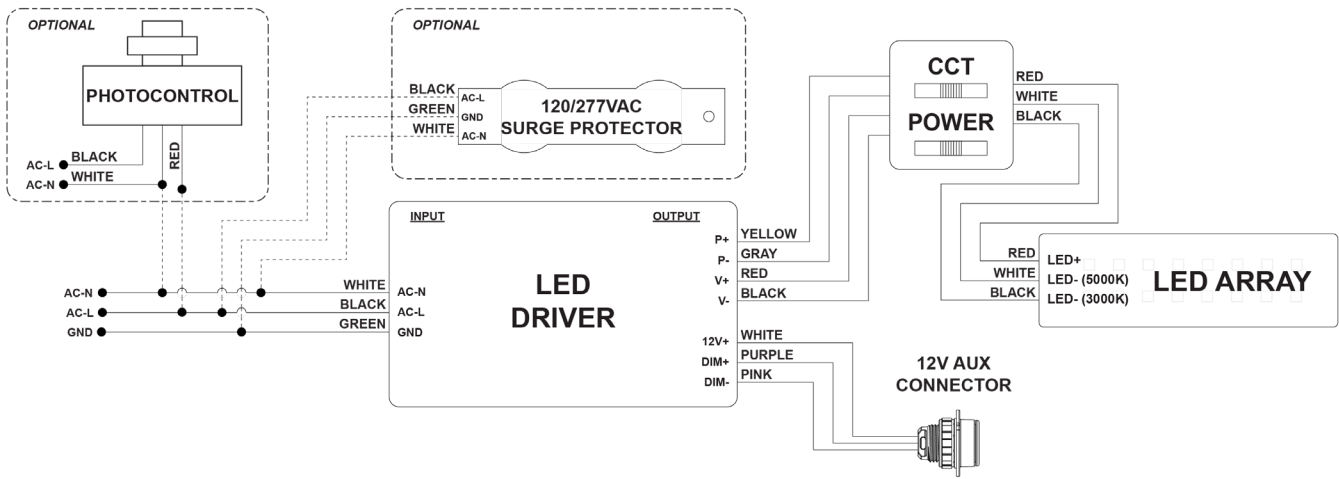 OPTIONAL
PHOTOCONTROL
AC-L BLACK
AC-N WHITE
RED
OPTIONAL
BLACK AC-L
GREEN GND
WHITE AC-N
120/277VAC
SURGE PROTECTOR
CCT
POWER
RED
WHITE
BLACK
INPUT
OUTPUT
AC-N WHITE AC-N
AC-L BLACK AC-L
GND GREEN GND
LED
DRIVER
P+ YELLOW
P- GRAY
V+ RED
V- BLACK
12V+ WHITE
DIM+ PURPLE
DIM- PINK
RED LED+
WHITE LED- (5000K)
BLACK LED- (3000K)
LED ARRAY
12V AUX
CONNECTOR